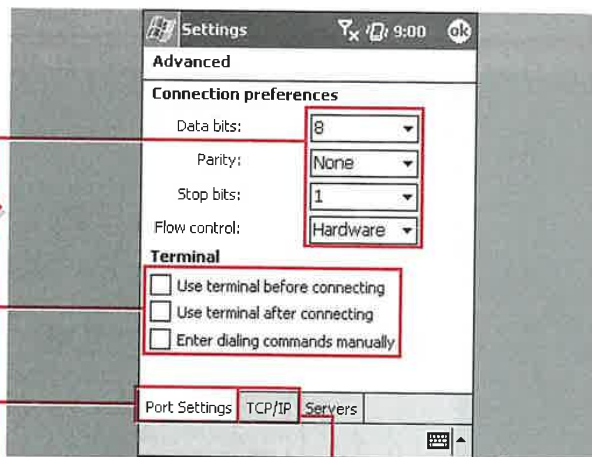 Settings 9:00 ok
Advanced
Connection preferences
Data bits: 8
Parity: None
Stop bits: 1
Flow control: Hardware
Terminal
Use terminal before connecting
Use terminal after connecting
Enter dialing commands manually
Port Settings TCP/IP Servers